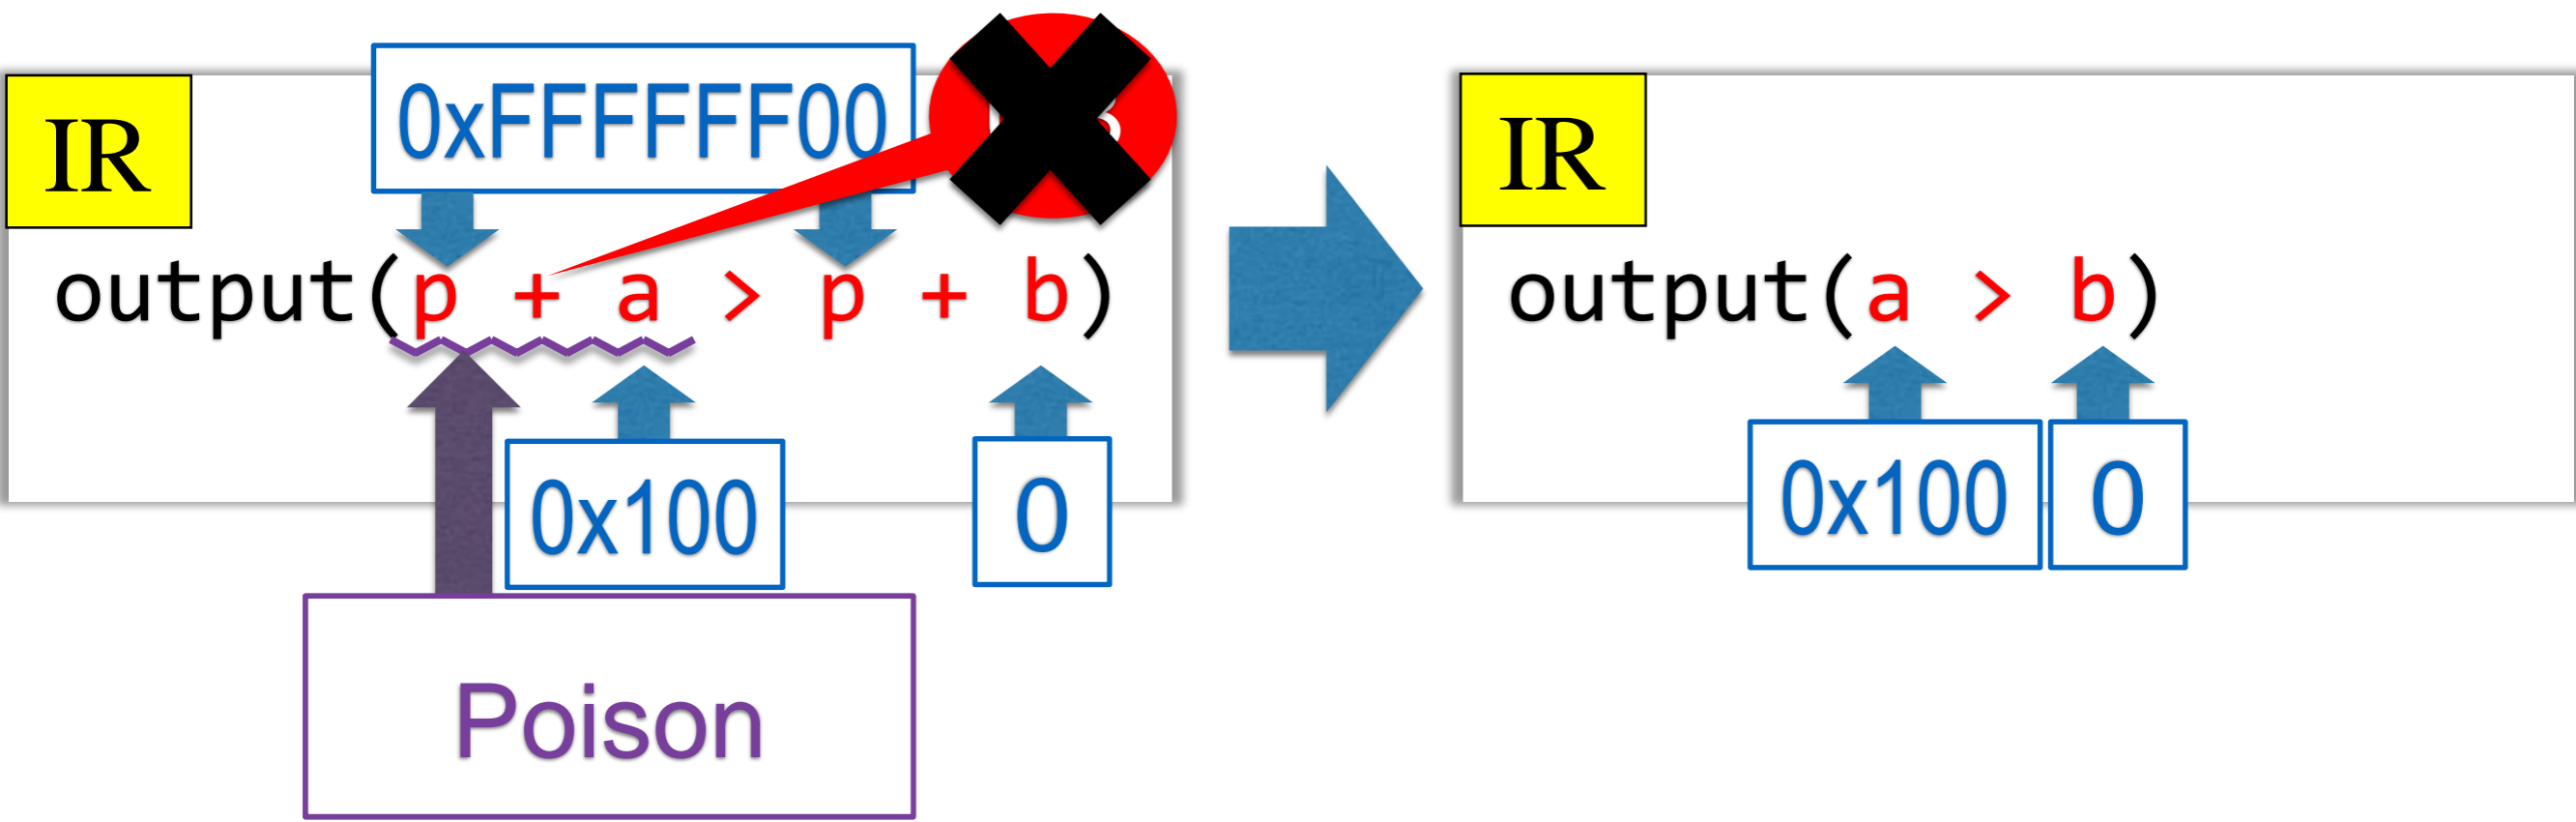 IR
0xFFFFFF00
output(p + a > p + b)
0x100
0
Poison
IR
output(a > b)
0x100
0